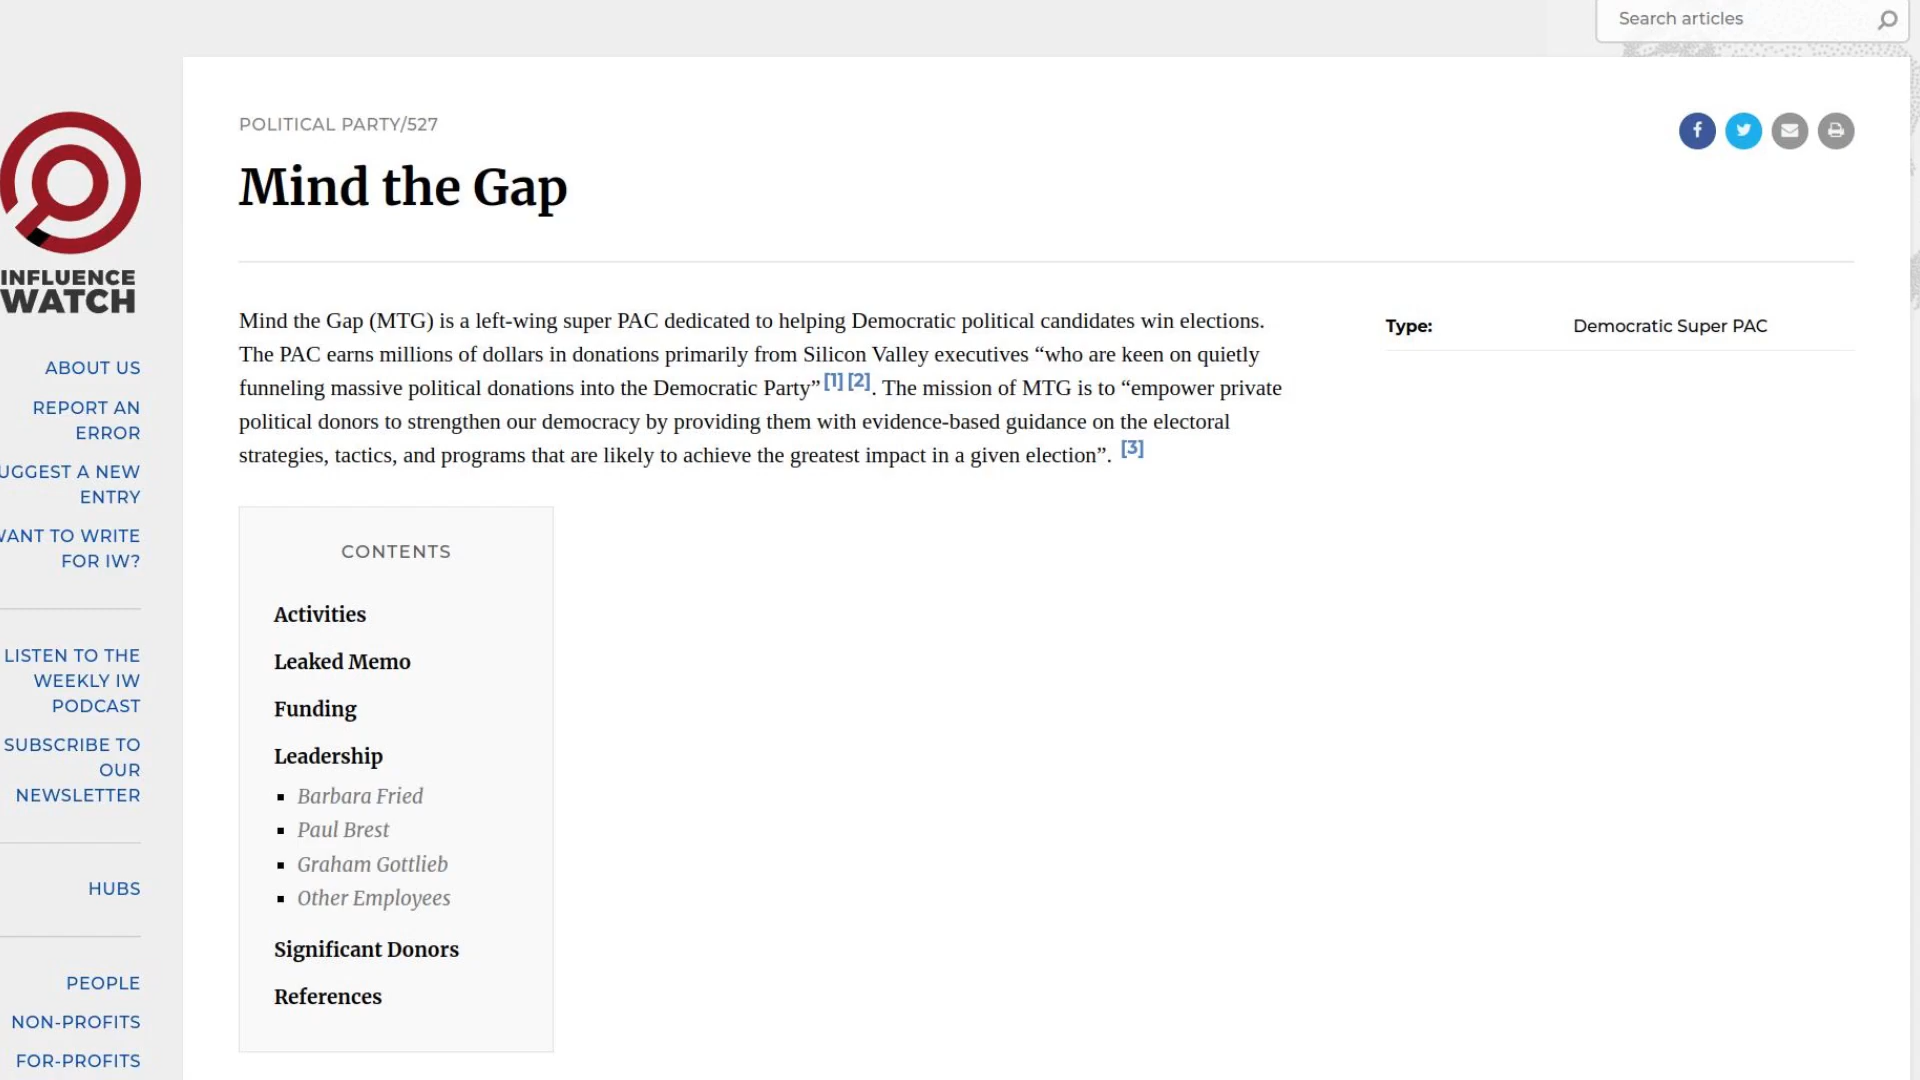 Search articles
POLITICAL PARTY/527
Mind the Gap
INFLUENCE
WATCH
ABOUT US
REPORT AN
ERROR
UGGEST A NEW
ENTRY
WANT TO WRITE
FOR IW?
LISTEN TO THE
WEEKLY IW
PODCAST
SUBSCRIBE TO
OUR
NEWSLETTER
HUBS
PEOPLE
NON-PROFITS
FOR-PROFITS
Mind the Gap (MTG) is a left-wing super PAC dedicated to helping Democratic political candidates win elections.
The PAC earns millions of dollars in donations primarily from Silicon Valley executives “who are keen on quietly
funneling massive political donations into the Democratic Party” [1] [2]. The mission of MTG is to “empower private
political donors to strengthen our democracy by providing them with evidence-based guidance on the electoral
strategies, tactics, and programs that are likely to achieve the greatest impact in a given election”. [3]
Type: Democratic Super PAC
CONTENTS
Activities
Leaked Memo
Funding
Leadership
Barbara Fried
Paul Brest
Graham Gottlieb
Other Employees
Significant Donors
References